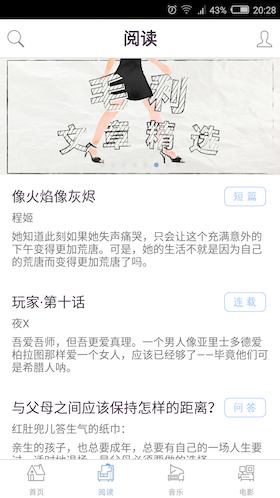 43% 20:28
阅读
毛利
文章精选
像火焰像灰烬
短篇
程姬
她知道此刻如果她失声痛哭，只会让这个充满意外的
下午变得更加荒唐。可是，她的生活不就是因为自己
的荒唐而变得更加荒唐了吗。
玩家·第十话
连载
夜X
吾爱吾师，但吾更爱真理。一个男人像亚里士多德爱
柏拉图那样爱一个女人，应该已经够了——毕竟他们可
是希腊人呐。
与父母之间应该保持怎样的距离？
问答
红肚兜儿答生气的纸巾：
亲生的孩子，也总要成年，总要有自己的一场人生要
首页
阅读
音乐
电影